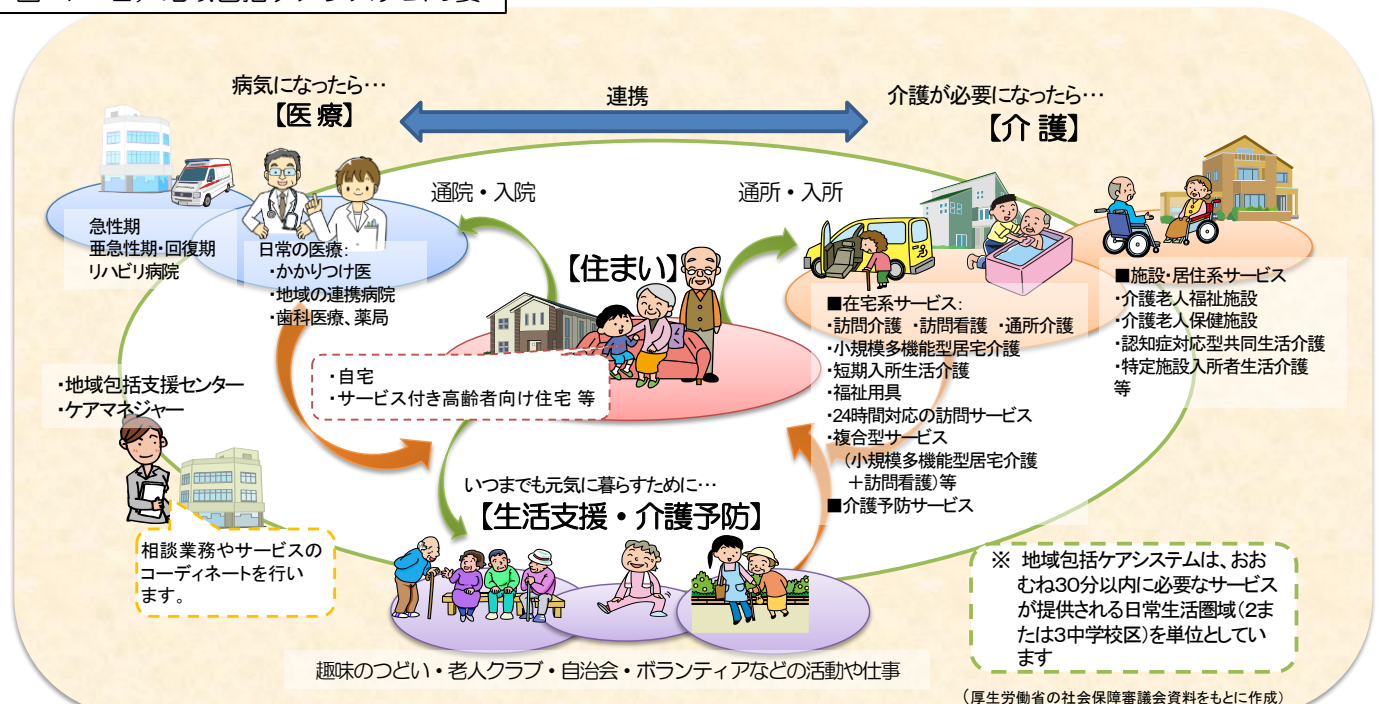 病気になったら…
【医 療】
連携
介護が必要になったら…
【介 護】
通院・入院
通所・入所
急性期
亜急性期・回復期
リハビリ病院
日常の医療:
・かかりつけ医
・地域の連携病院
・歯科医療、薬局
【住まい】
・自宅
・サービス付き高齢者向け住宅 等
■在宅系サービス:
・訪問介護 ・訪問看護 ・通所介護
・小規模多機能型居宅介護
・短期入所生活介護
・福祉用具
・24時間対応の訪問サービス
・複合型サービス
(小規模多機能型居宅介護
+訪問看護)等
■介護予防サービス
■施設・居住系サービス
・介護老人福祉施設
・介護老人保健施設
・認知症対応型共同生活介護
・特定施設入所者生活介護
等
・地域包括支援センター
・ケアマネジャー
相談業務やサービスの
コーディネートを行い
ます。
いつまでも元気に暮らすために…
【生活支援・介護予防】
趣味のつどい・老人クラブ・自治会・ボランティアなどの活動や仕事
※ 地域包括ケアシステムは、おお
むね30分以内に必要なサービス
が提供される日常生活圏域(2ま
たは3中学校区)を単位としてい
ます
(厚生労働省の社会保障審議会資料をもとに作成)